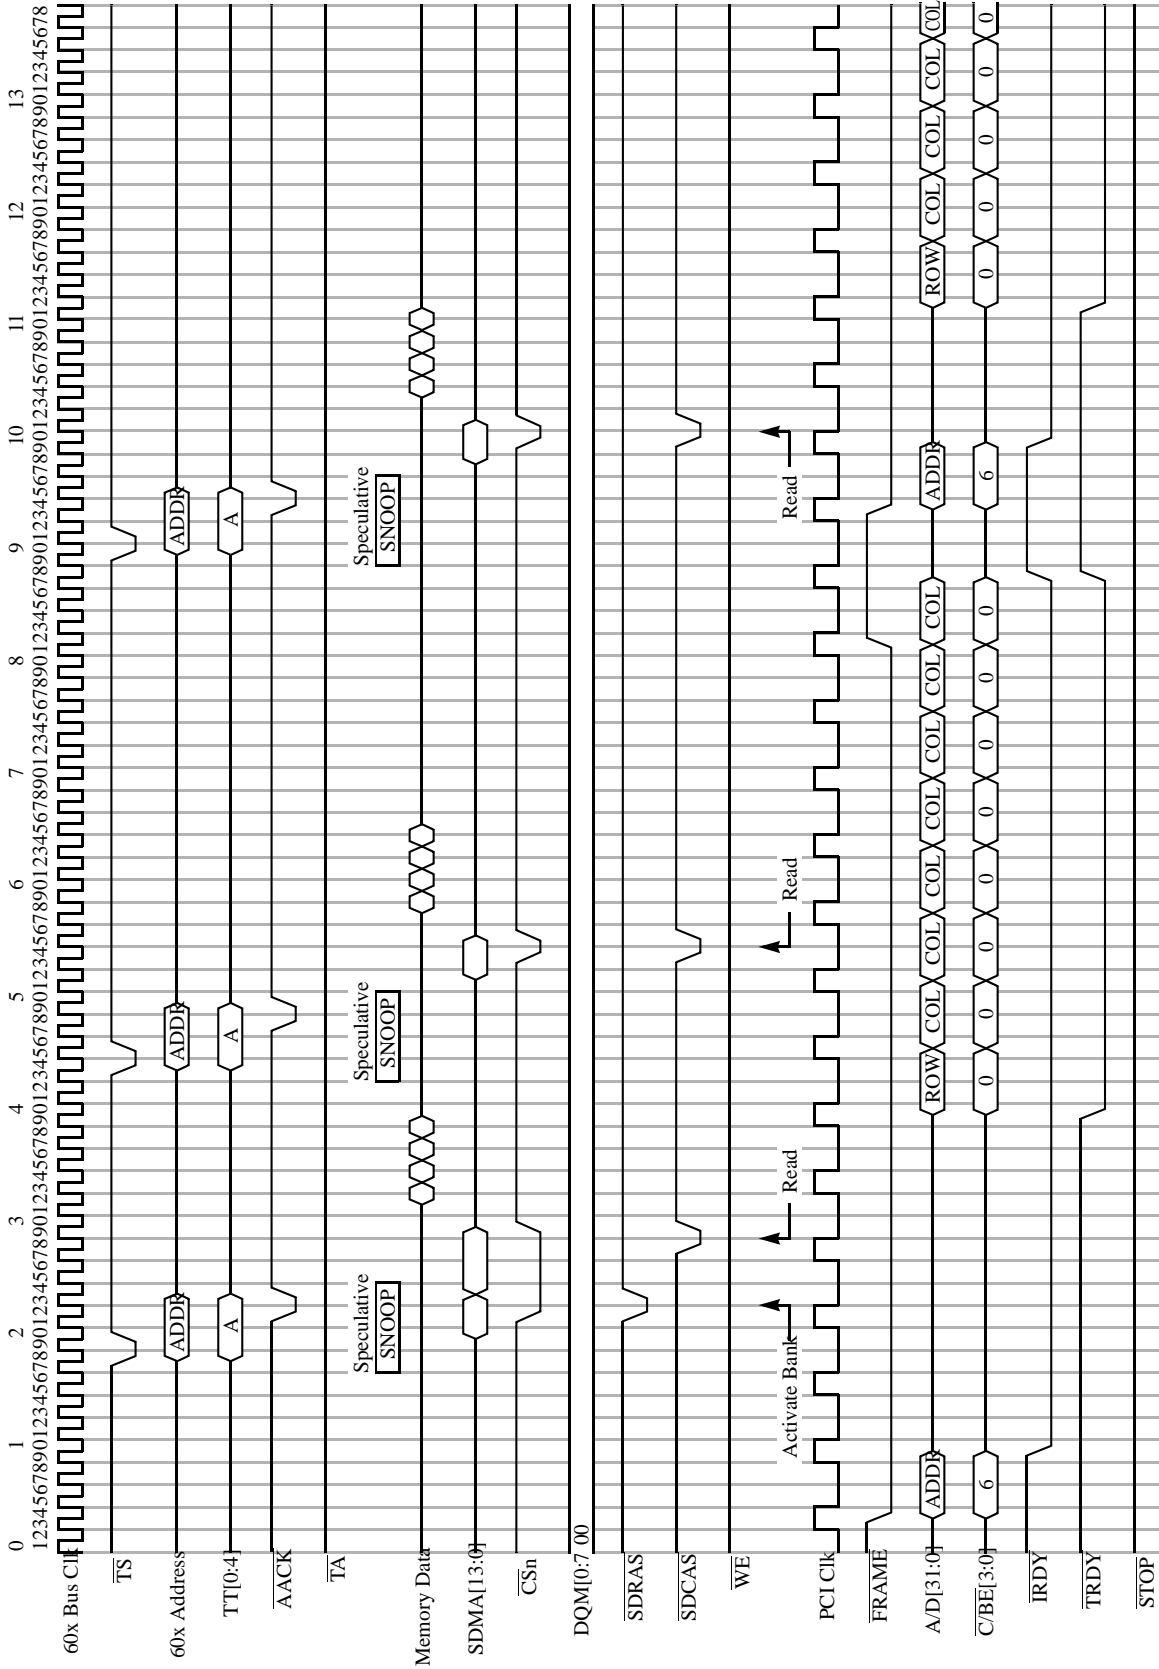 0 1 2 3 4 5 6 7 8 9 10 11 12 13
123456789012345678901234567890123456789012345678901234567890123456789012345678901234567890123456789012345678901234567890123456789012345678
60x Bus Clk
TS
60x Address ADDR ADDR ADDR
TT[0:4] A A A
AACK
TA
Speculative Speculative Speculative
SNOOP SNOOP SNOOP
Memory Data
SDMA[13:0]
CSn
DQM[0:7] 00
SDRAS
SDCAS
WE
Activate Bank Read Read Read
PCI Clk
FRAME
A/D[31:0] ADDR ROW COL COL COL COL COL COL COL ADDR ROW COL COL COL COL
C/BE[3:0] 6 0 0 0 0 0 0 0 0 6 0 0 0 0 0
IRDY
TRDY
STOP